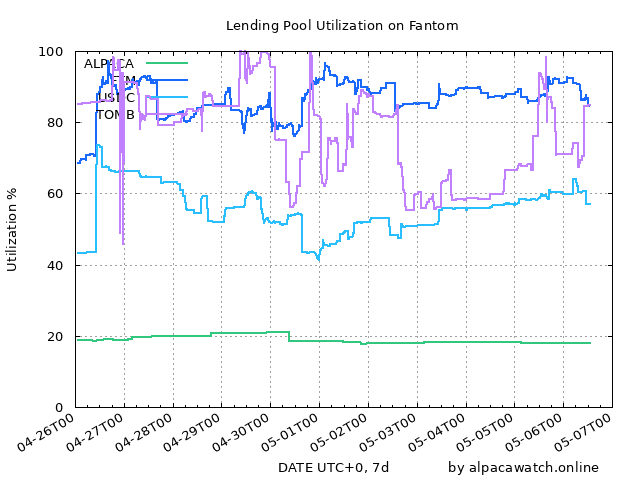 Lending Pool Utilization on Fantom
100
80
60
40
20
0
Utilization %
ALPACA
FTM
USDC
TOMB
04-26T00
04-27T00
04-28T00
04-29T00
04-30T00
05-01T00
05-02T00
05-03T00
05-04T00
05-05T00
05-06T00
05-07T00
DATE UTC+0, 7d
by alpacawatch.online